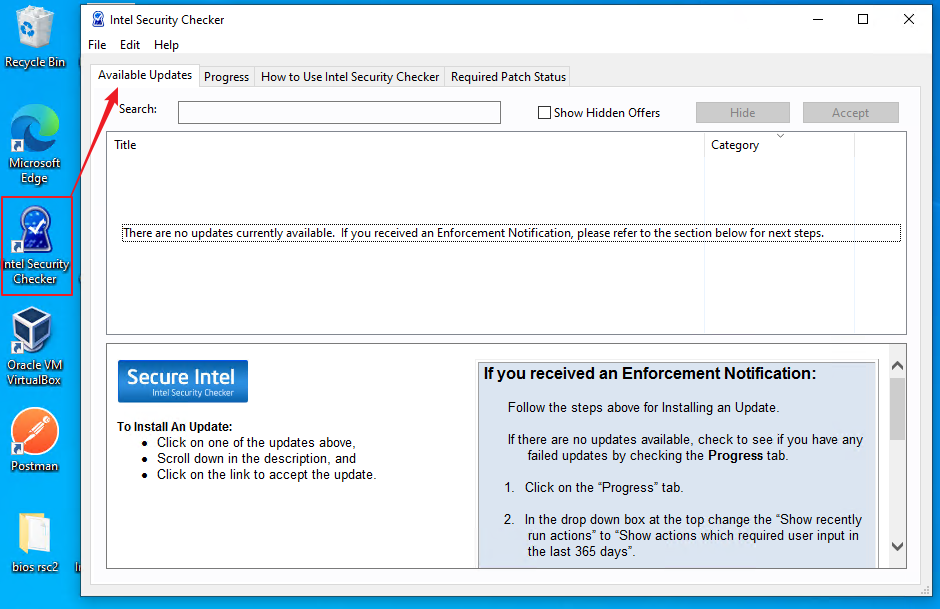 Recycle Bin
Microsoft
Edge
Intel Security
Checker
Oracle VM
VirtualBox
Postman
bios rsc2
Intel Security Checker
File Edit Help
Available Updates Progress How to Use Intel Security Checker Required Patch Status
Search: Show Hidden Offers Hide Accept
Title Category
There are no updates currently available. If you received an Enforcement Notification, please refer to the section below for next steps.
Secure Intel
Intel Security Checker
To Install An Update:
• Click on one of the updates above,
• Scroll down in the description, and
• Click on the link to accept the update.
If you received an Enforcement Notification:
Follow the steps above for Installing an Update.
If there are no updates available, check to see if you have any
failed updates by checking the Progress tab.
1. Click on the “Progress” tab.
2. In the drop down box at the top change the “Show recently
run actions” to “Show actions which required user input in
the last 365 days”.